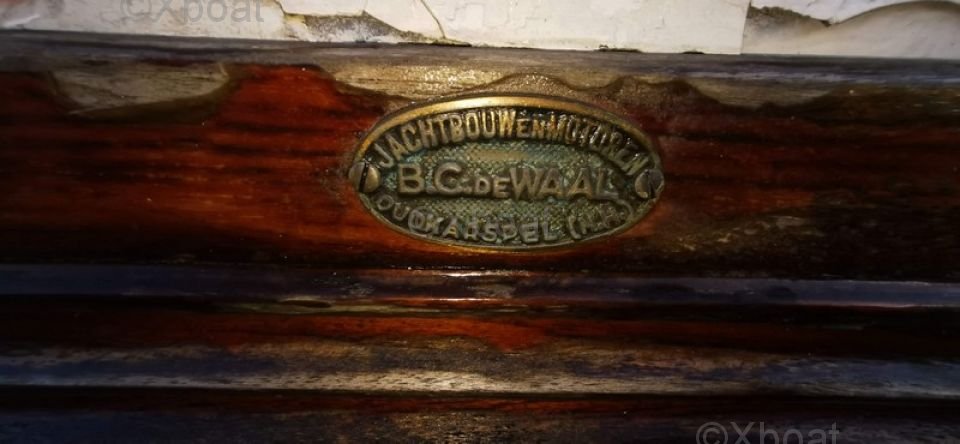 ©Xboat
JACHTBOUW EN MOTOREN
B.C. DE WAAL
OUDKARSPEL (N.H.)
©Xboat